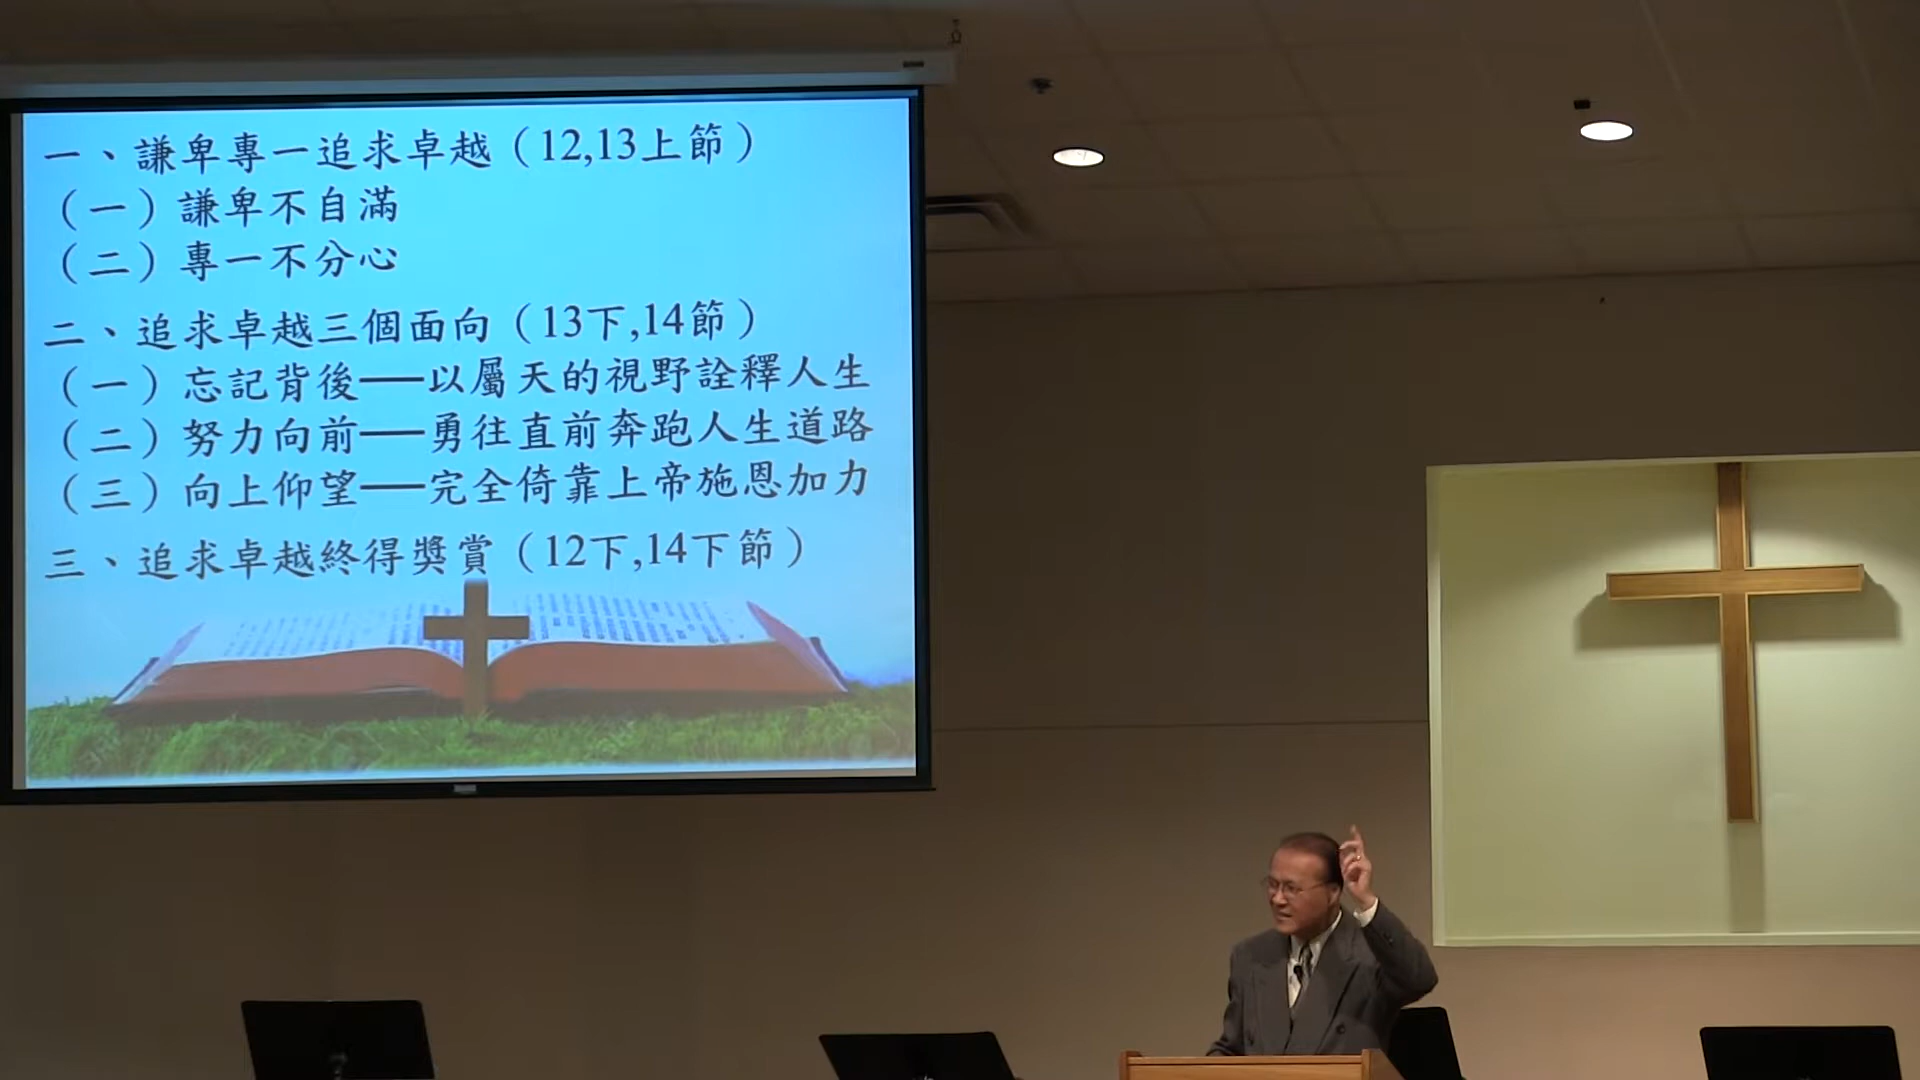 一、謙卑專一追求卓越（12,13上節）
（一）謙卑不自滿
（二）專一不分心
二、追求卓越三個面向（13下,14節）
（一）忘記背後——以屬天的視野詮釋人生
（二）努力向前——勇往直前奔跑人生道路
（三）向上仰望——完全倚靠上帝施恩加力
三、追求卓越終得獎賞（12下,14下節）